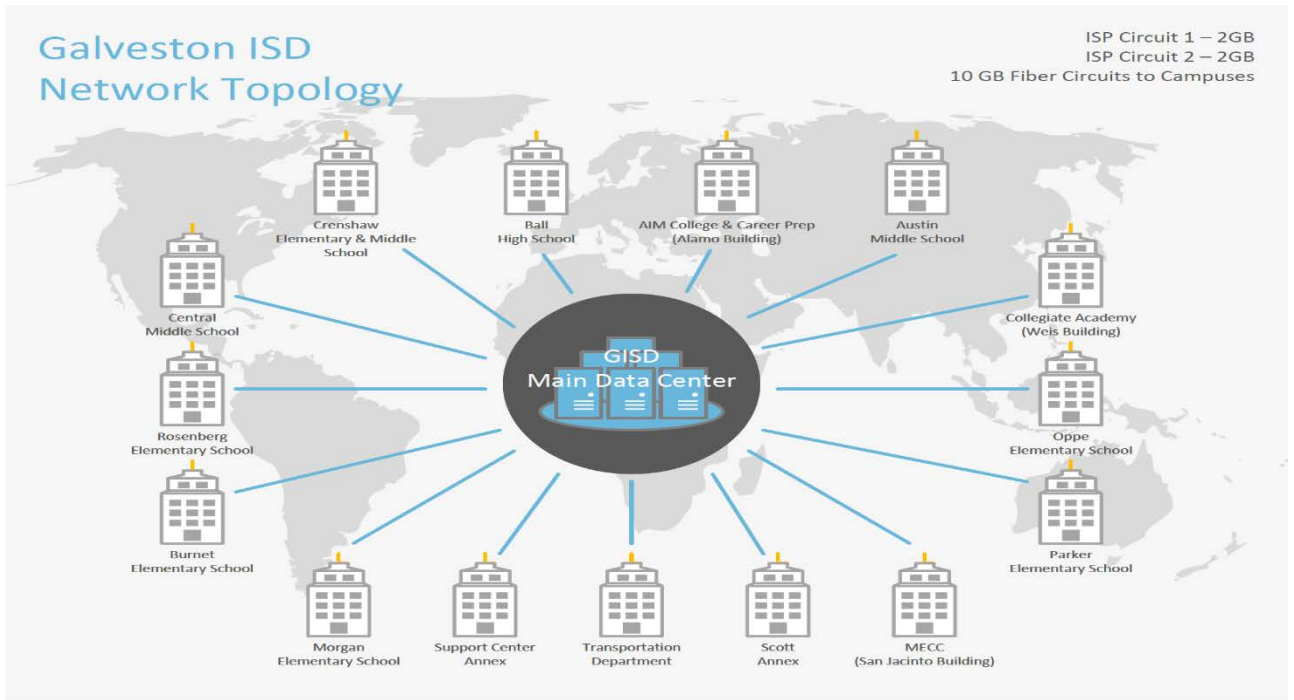 Galveston ISD
Network Topology
ISP Circuit 1 – 2GB
ISP Circuit 2 – 2GB
10 GB Fiber Circuits to Campuses
Crenshaw
Elementary & Middle
School
Ball
High School
AIM College & Career Prep
(Alamo Building)
Austin
Middle School
Central
Middle School
Collegiate Academy
(Weis Building)
GISD
Main Data Center
Rosenberg
Elementary School
Oppe
Elementary School
Burnet
Elementary School
Parker
Elementary School
Morgan
Elementary School
Support Center
Annex
Transportation
Department
Scott
Annex
MECC
(San Jacinto Building)